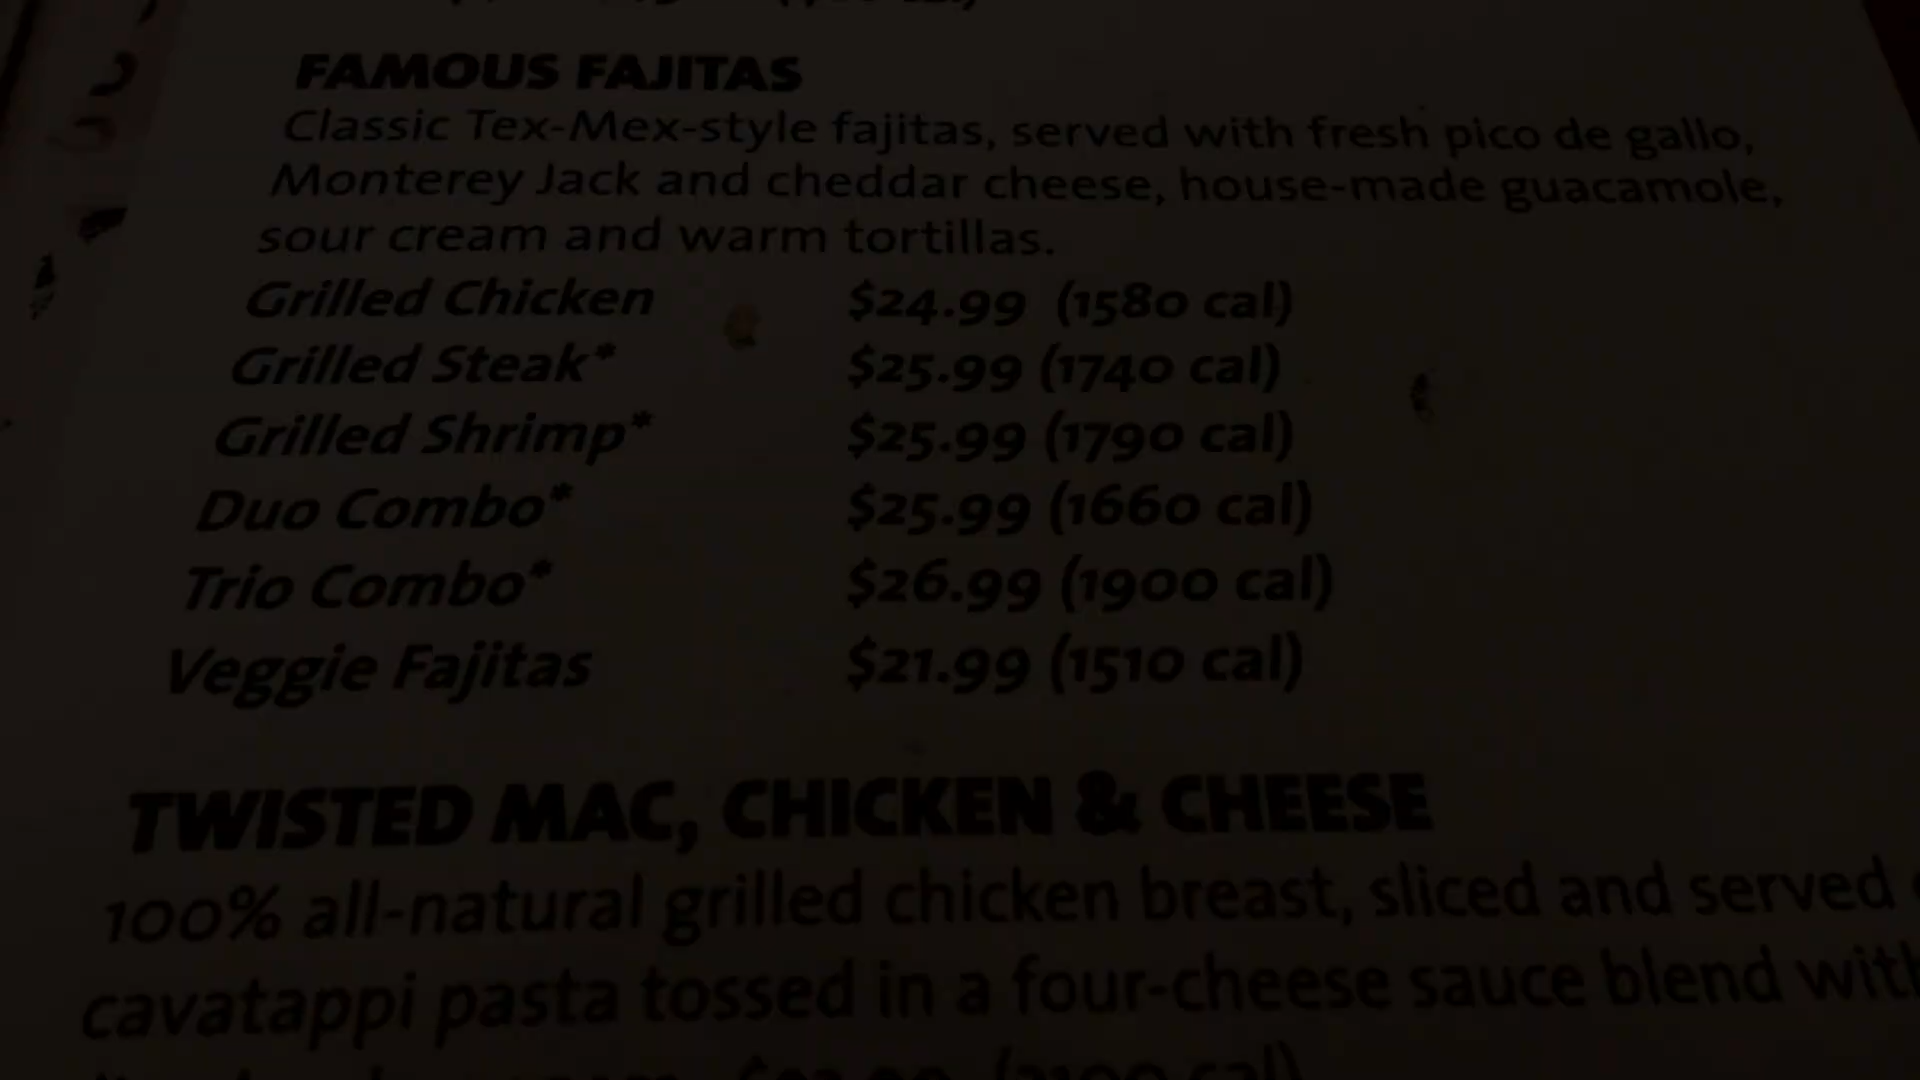 FAMOUS FAJITAS
Classic Tex-Mex-style fajitas, served with fresh pico de gallo,
Monterey Jack and cheddar cheese, house-made guacamole,
sour cream and warm tortillas.
Grilled Chicken $24.99 (1580 cal)
Grilled Steak* $25.99 (1740 cal)
Grilled Shrimp* $25.99 (1790 cal)
Duo Combo* $25.99 (1660 cal)
Trio Combo* $26.99 (1900 cal)
Veggie Fajitas $21.99 (1510 cal)
TWISTED MAC, CHICKEN & CHEESE
100% all-natural grilled chicken breast, sliced and served
cavatappi pasta tossed in a four-cheese sauce blend with